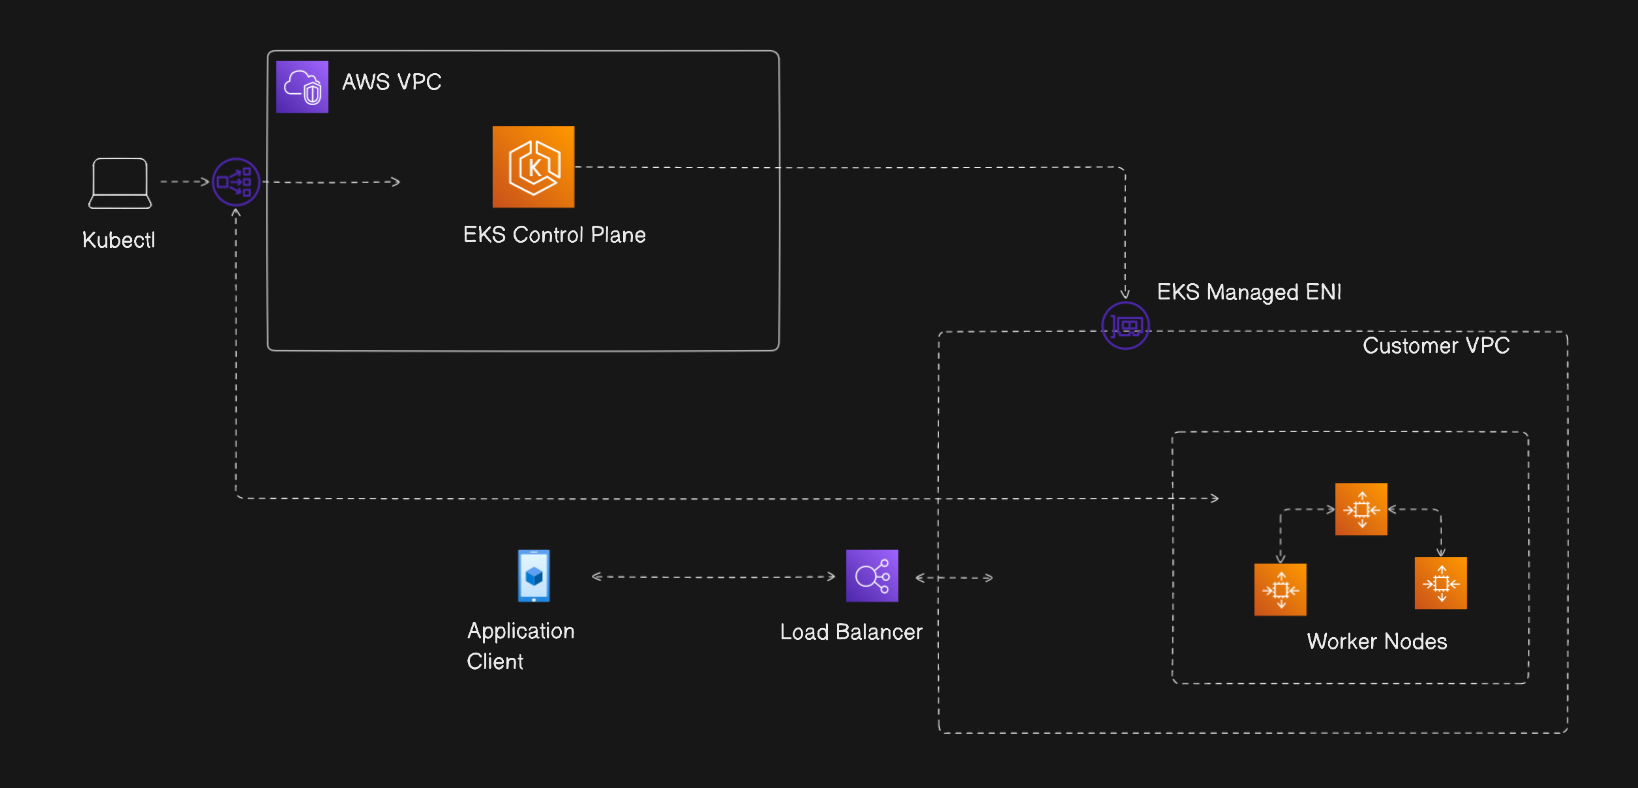 AWS VPC
Kubectl
EKS Control Plane
EKS Managed ENI
Customer VPC
Application
Client
Load Balancer
Worker Nodes